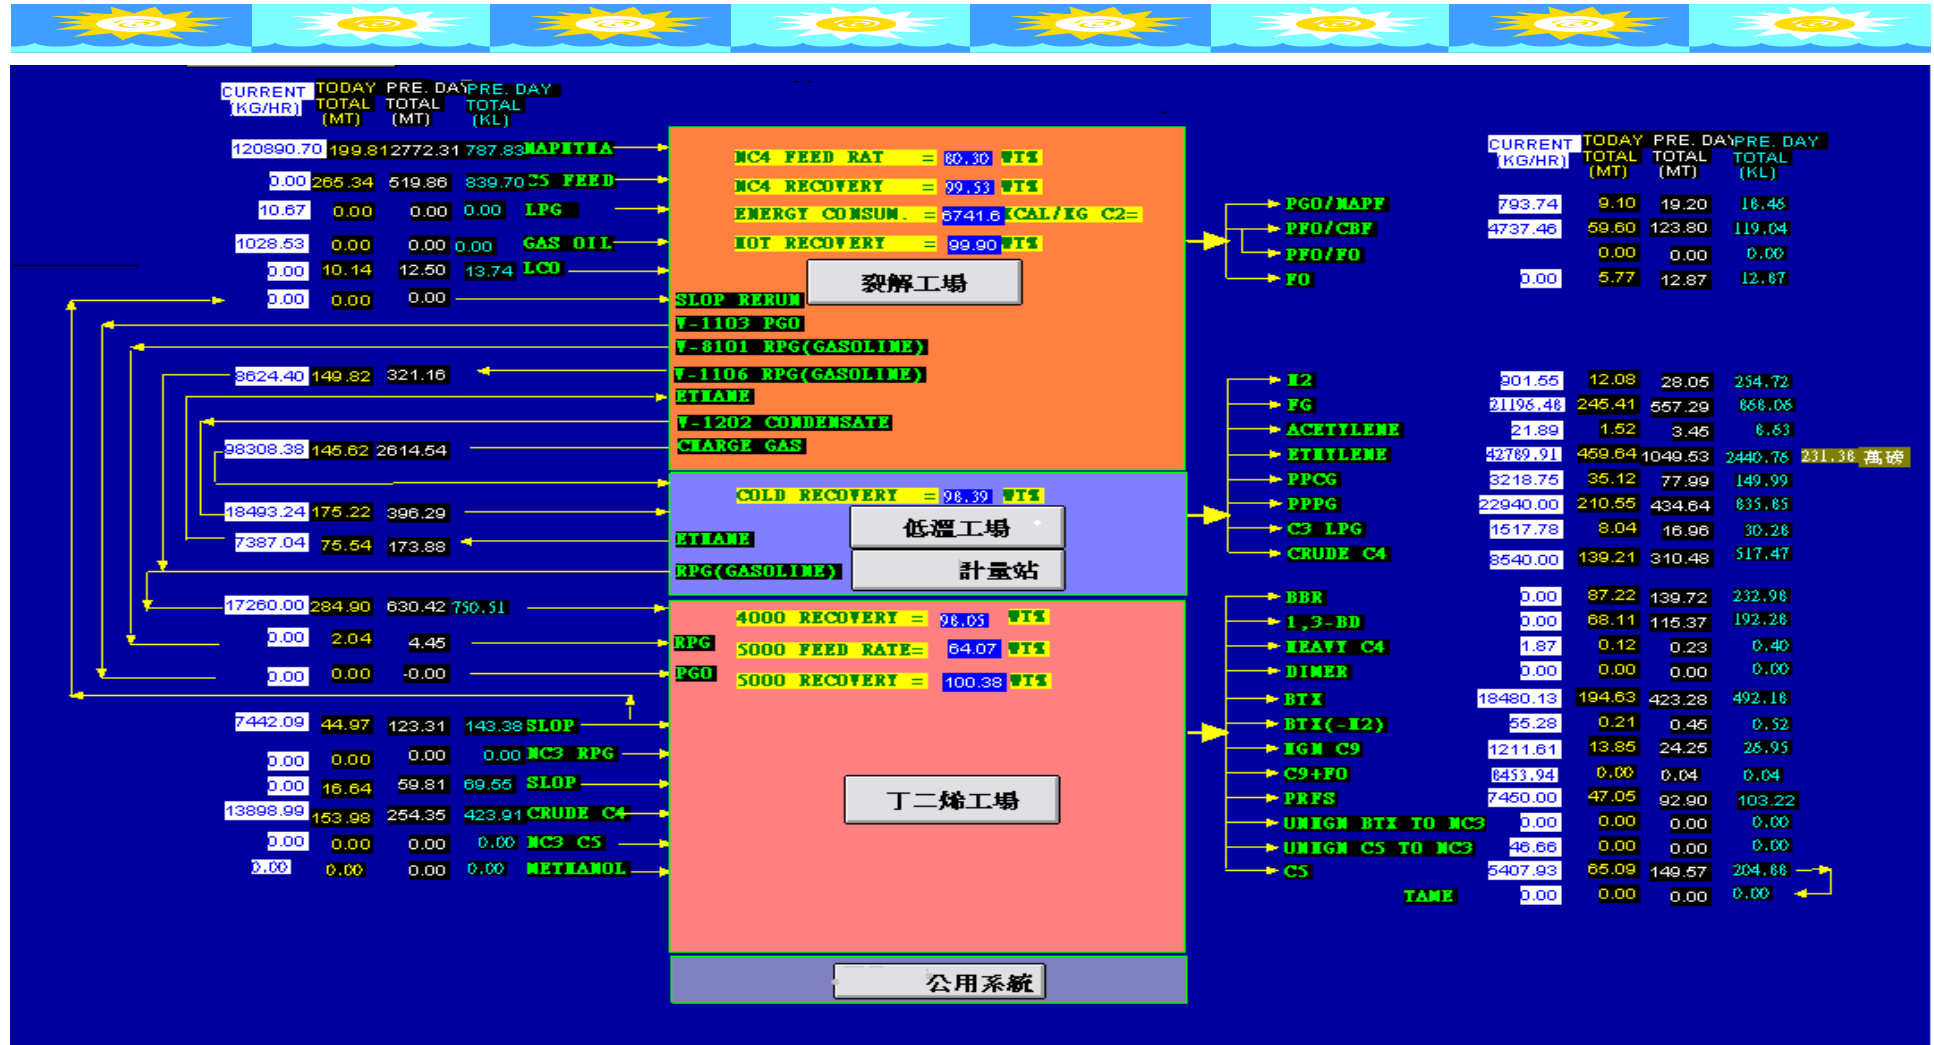 CURRENT TODAY PRE. DAY PRE. DAY
(KG/HR) TOTAL TOTAL TOTAL
(MT) (MT) (KL)
120890.70 199.81 2772.31 787.83 NAPHTHA
0.00 265.34 519.86 839.70 C5 FEED
10.67 0.00 0.00 0.00 LPG
1028.53 0.00 0.00 0.00 GAS OIL
0.00 10.14 12.50 13.74 LCO
0.00 0.00 0.00
8624.40 149.82 321.16
98308.38 145.62 2614.54
18493.24 175.22 396.29
7387.04 75.54 173.88
17260.00 284.90 630.42 750.51
0.00 2.04 4.45
0.00 0.00 -0.00
7442.09 44.97 123.31 143.38 SLOP
0.00 0.00 0.00 0.00 NC3 RPG
0.00 16.64 59.81 69.55 SLOP
13898.99 153.98 254.35 423.91 CRUDE C4
0.00 0.00 0.00 0.00 NC3 C5
0.00 0.00 0.00 0.00 METHANOL
NC4 FEED RAT = 80.30 WT%
NC4 RECOVERY = 99.53 WT%
ENERGY CONSUM. = 6741.6 KCAL/KG C2=
HOT RECOVERY = 99.90 WT%
裂解工場
SLOP RERUN
V-1103 PGO
V-8101 RPG(GASOLINE)
V-1106 RPG(GASOLINE)
ETHANE
V-1202 CONDENSATE
CHARGE GAS
COLD RECOVERY = 98.39 WT%
低溫工場
ETHANE
計量站
RPG(GASOLINE)
4000 RECOVERY = 98.05 WT%
RPG
5000 FEED RATE= 64.07 WT%
PGO
5000 RECOVERY = 100.38 WT%
丁二烯工場
公用系統
CURRENT TODAY PRE. DAY PRE. DAY
(KG/HR) TOTAL TOTAL TOTAL
(MT) (MT) (KL)
PGO/NAPF 793.74 9.10 19.20 18.46
PFO/CBF 4737.46 59.60 123.80 119.04
PFO/FO 0.00 0.00 0.00
FO 0.00 5.77 12.87 12.87
H2 901.55 12.08 28.05 254.72
FG 21196.48 245.41 557.29 868.06
ACETYLENE 21.89 1.52 3.45 8.63
ETHYLENE 42789.91 459.64 1049.53 2440.76 231.38 萬磅
PPCG 3218.75 35.12 77.99 149.99
PPPG 22940.00 210.55 434.64 835.85
C3 LPG 1517.78 8.04 16.96 30.28
CRUDE C4 8540.00 139.21 310.48 517.47
BBR 0.00 87.22 139.72 232.98
1,3-BD 0.00 68.11 115.37 192.28
HEAVY C4 1.87 0.12 0.23 0.40
DIMER 0.00 0.00 0.00 0.00
BTX 18480.13 194.63 423.28 492.18
BTX(-H2) 55.28 0.21 0.45 0.52
HGN C9 1211.61 13.85 24.25 26.95
C9+FO 8453.94 0.00 0.04 0.04
PRFS 7450.00 47.05 92.90 103.22
UNHGN BTX TO NC3 0.00 0.00 0.00 0.00
UNHGN C5 TO NC3 46.66 0.00 0.00 0.00
C5 5407.93 65.09 149.57 204.88
TAME 0.00 0.00 0.00 0.00